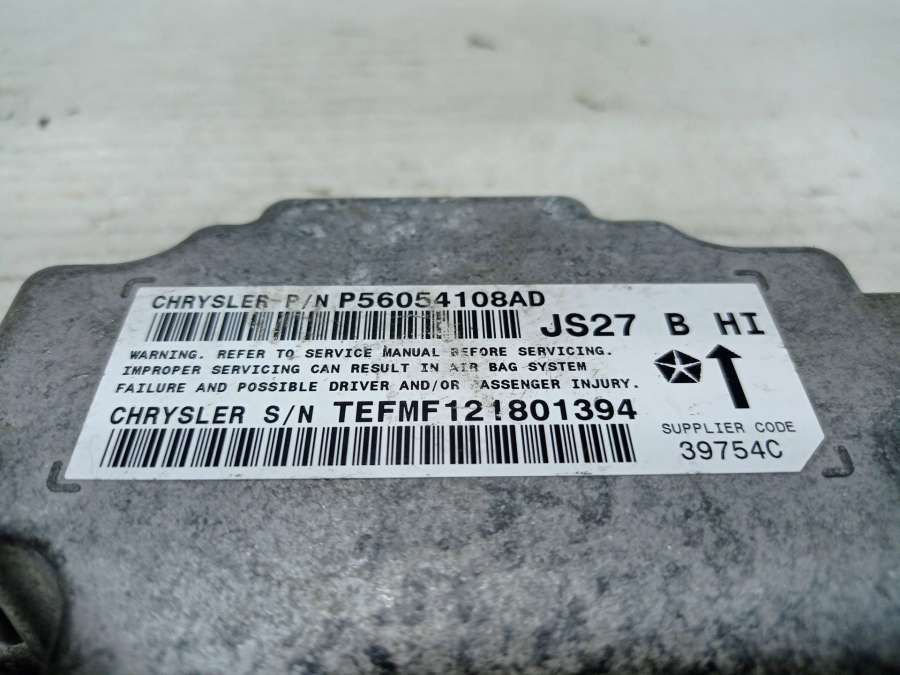 CHRYSLER P/N P56054108AD
JS27 B HI
WARNING. REFER TO SERVICE MANUAL BEFORE SERVICING.
IMPROPER SERVICING CAN RESULT IN AIR BAG SYSTEM
FAILURE AND POSSIBLE DRIVER AND/OR PASSENGER INJURY.
CHRYSLER S/N TEFMF121801394
SUPPLIER CODE
39754C